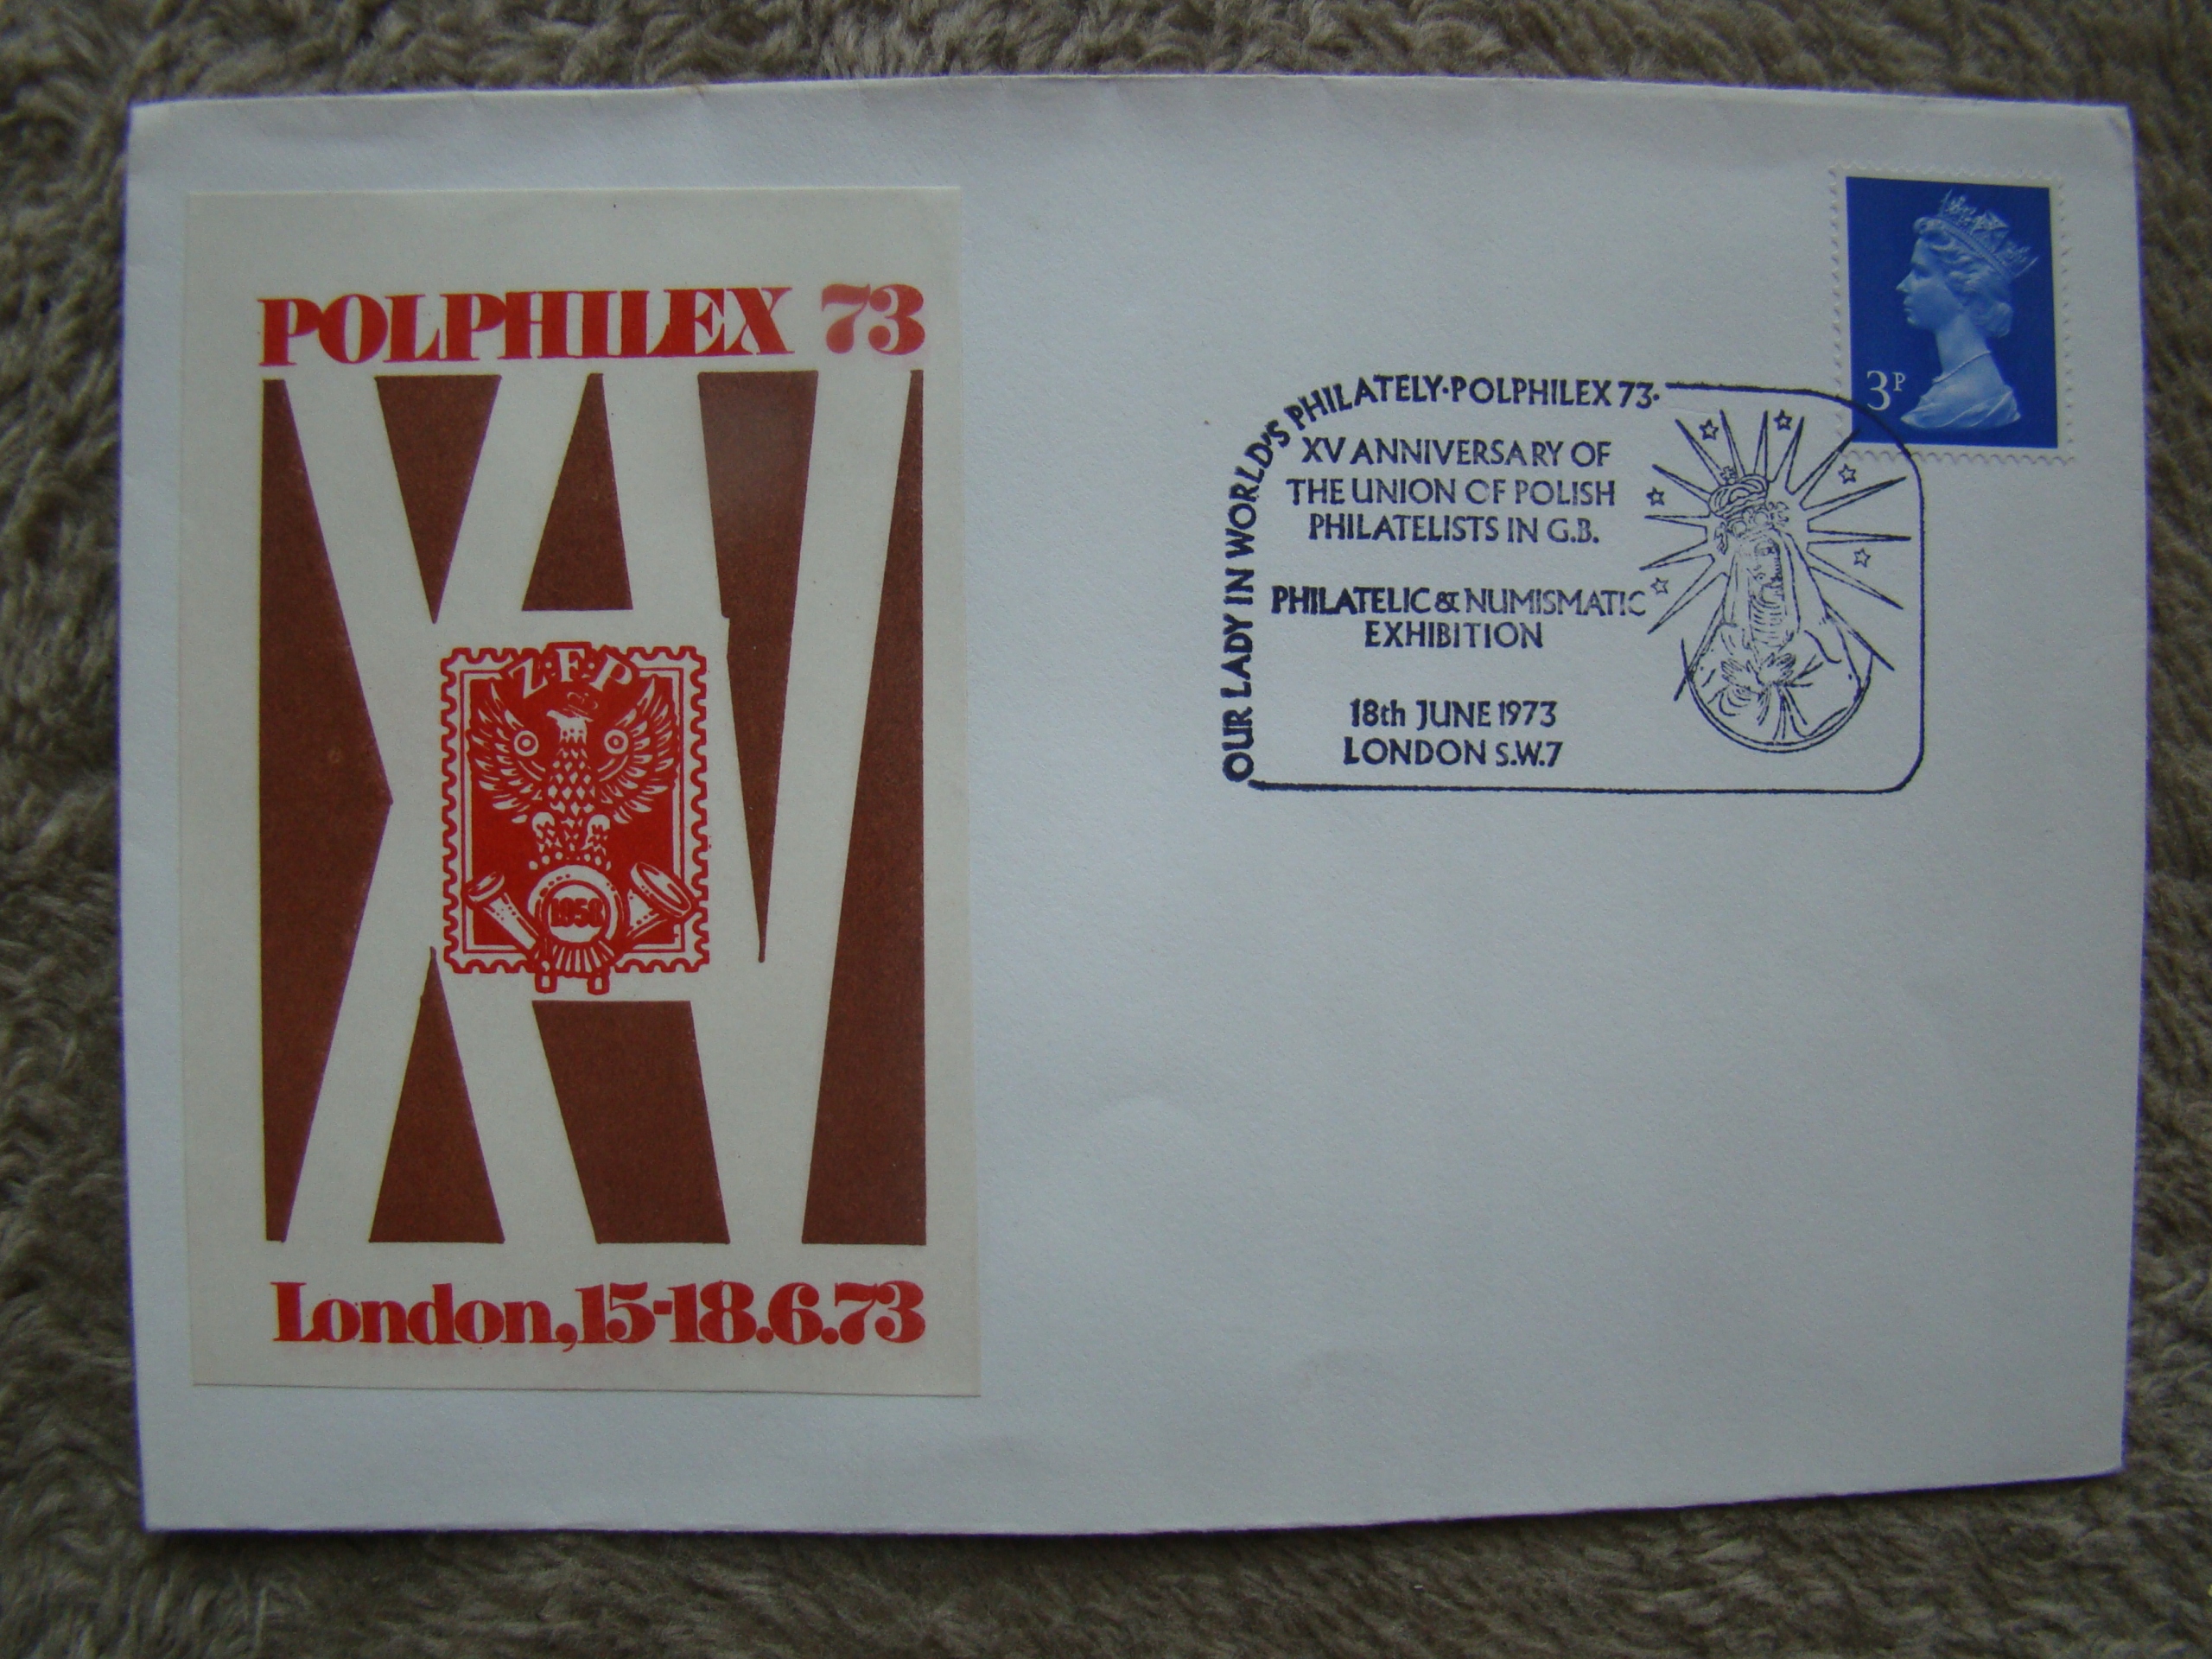 POLPHILEX 73
Z.F.P
1958
London, 15-18.6.73
3P
OUR LADY IN WORLD'S PHILATELY·POLPHILEX 73·
XV ANNIVERSARY OF
THE UNION OF POLISH
PHILATELISTS IN G.B.
PHILATELIC & NUMISMATIC
EXHIBITION
18th JUNE 1973
LONDON S.W.7